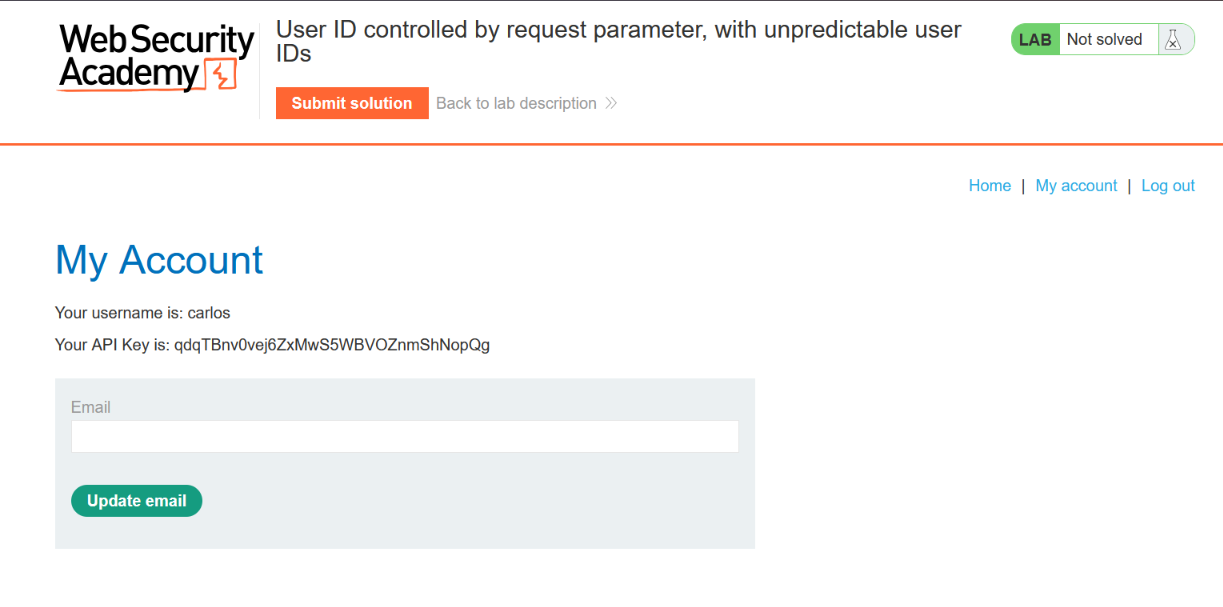 Web Security
Academy
User ID controlled by request parameter, with unpredictable user
IDs
LAB Not solved
Submit solution Back to lab description
Home | My account | Log out
My Account
Your username is: carlos
Your API Key is: qdqTBnv0vej6ZxMwS5WBVOZnmShNopQg
Email
Update email